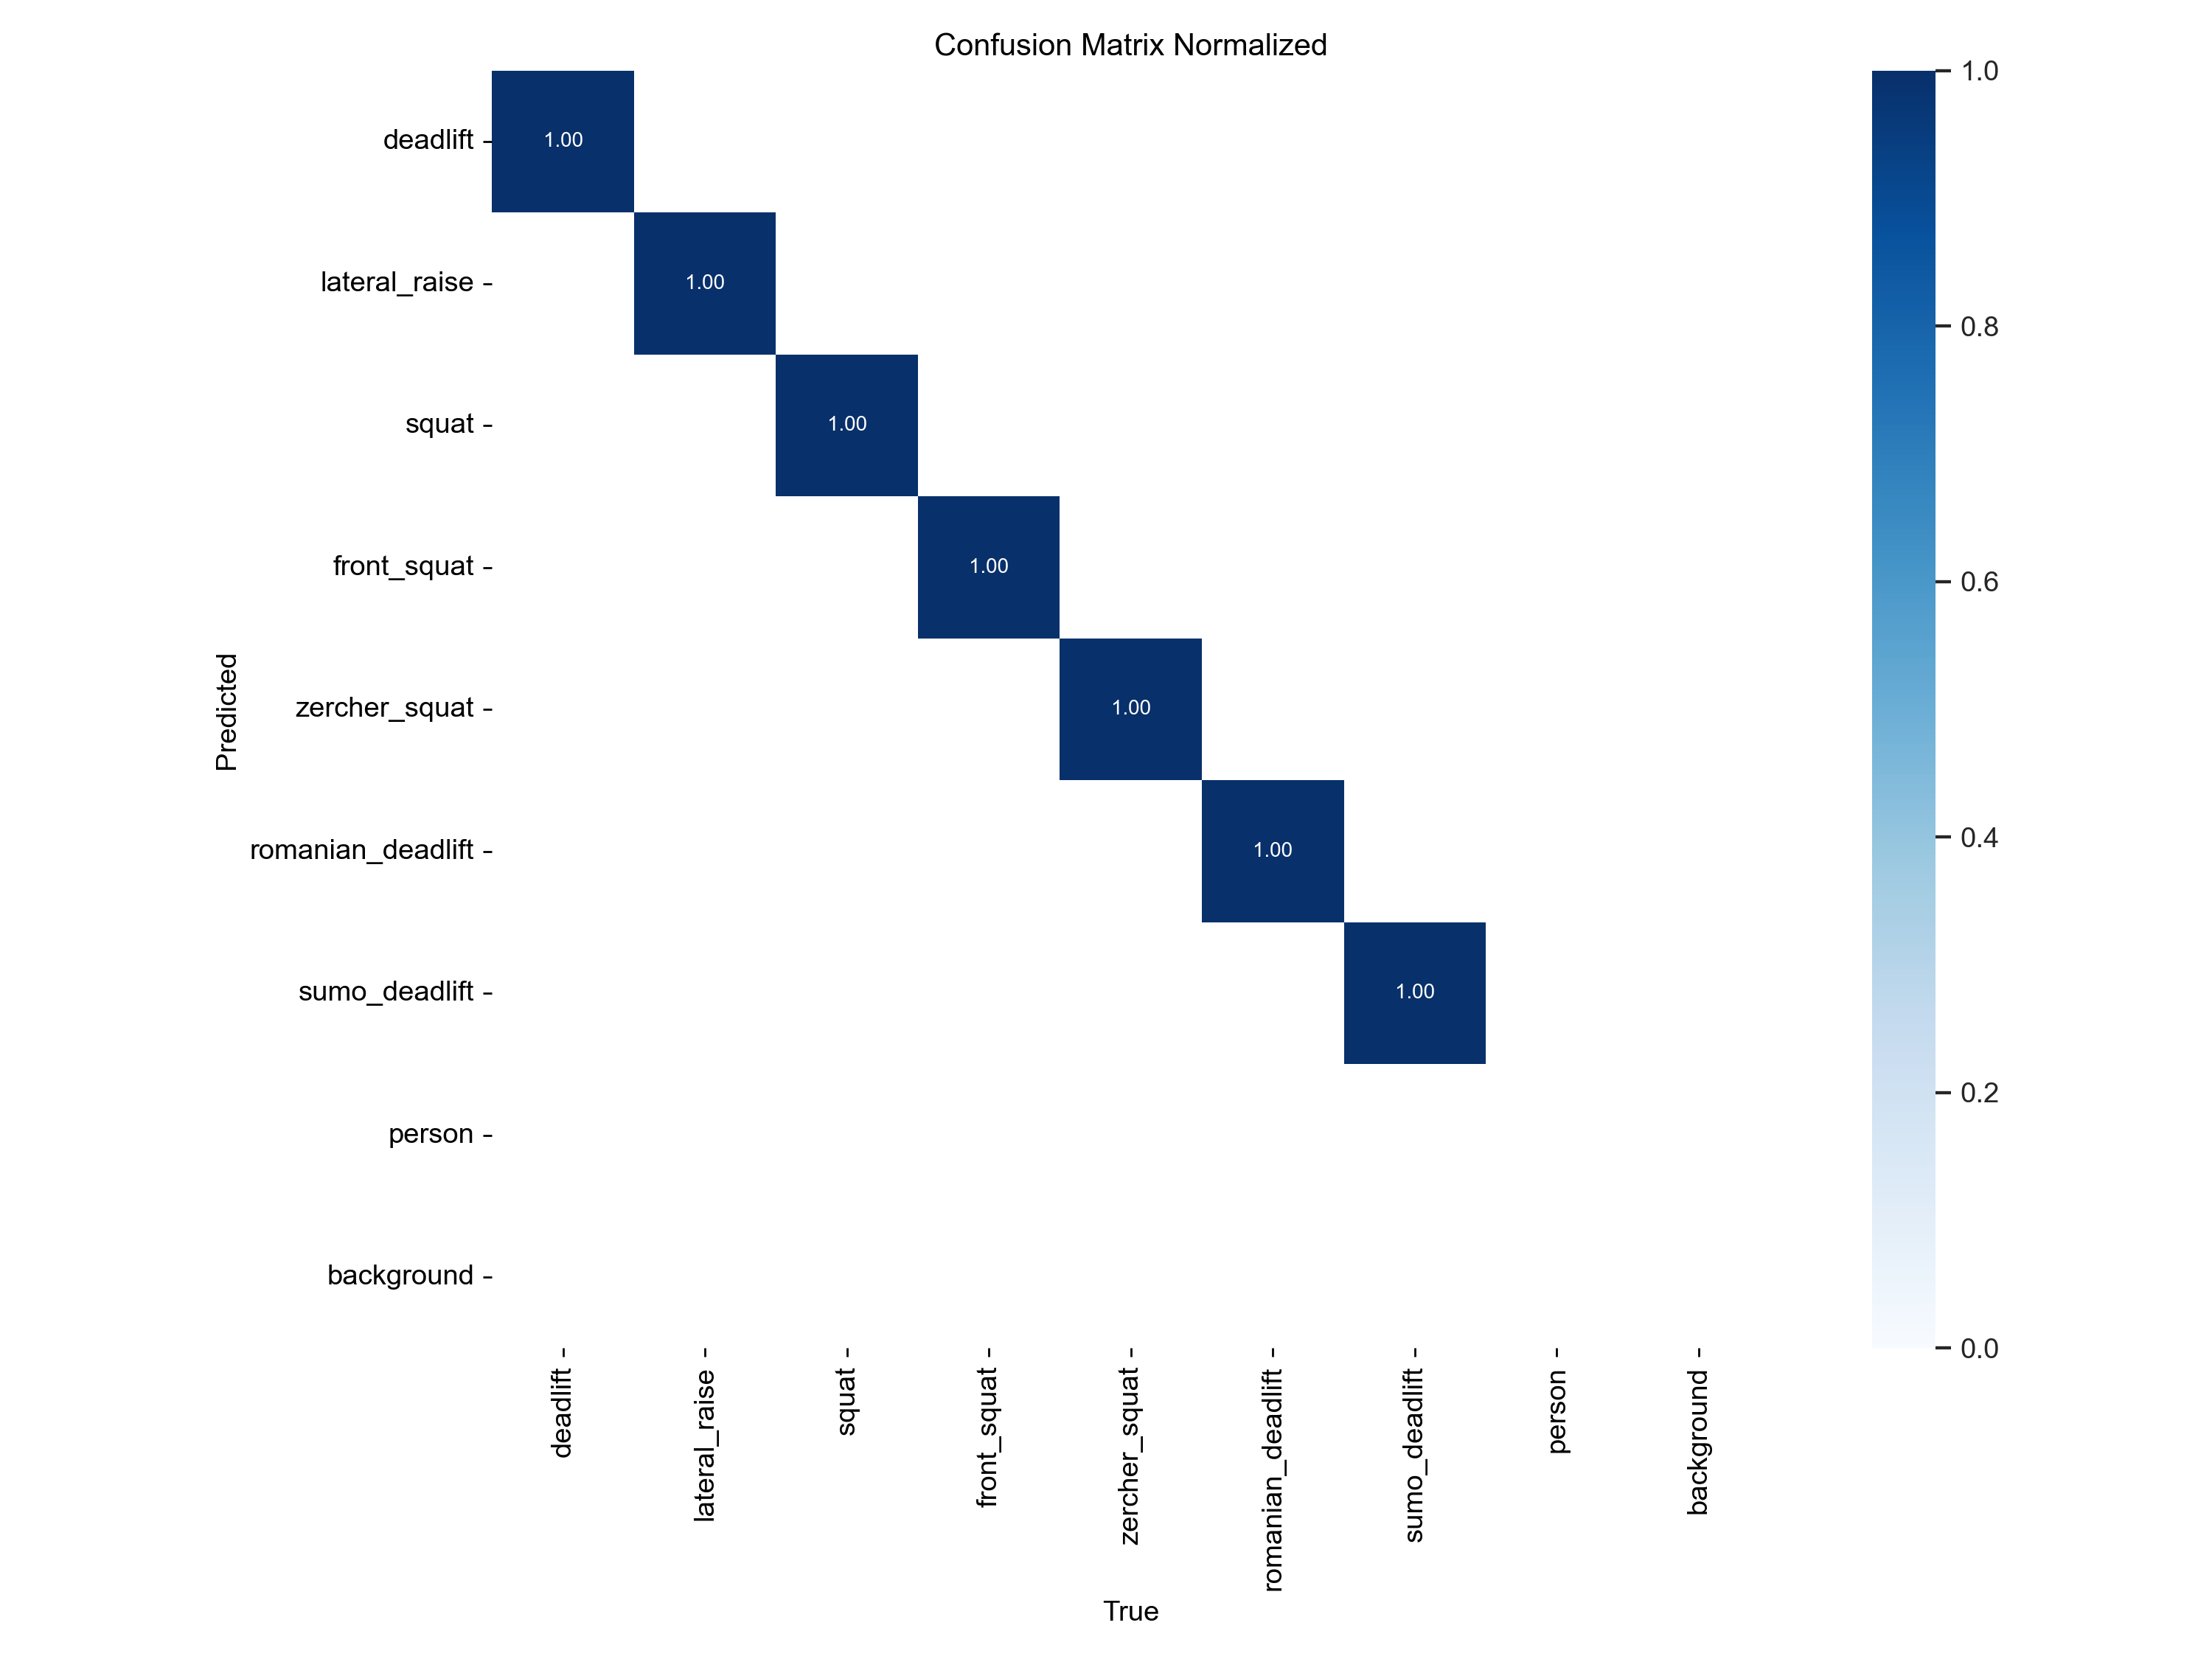 Confusion Matrix Normalized
Predicted
deadlift
lateral_raise
squat
front_squat
zercher_squat
romanian_deadlift
sumo_deadlift
person
background
1.00
1.00
1.00
1.00
1.00
1.00
1.00
deadlift
lateral_raise
squat
front_squat
zercher_squat
romanian_deadlift
sumo_deadlift
person
background
True
1.0
0.8
0.6
0.4
0.2
0.0